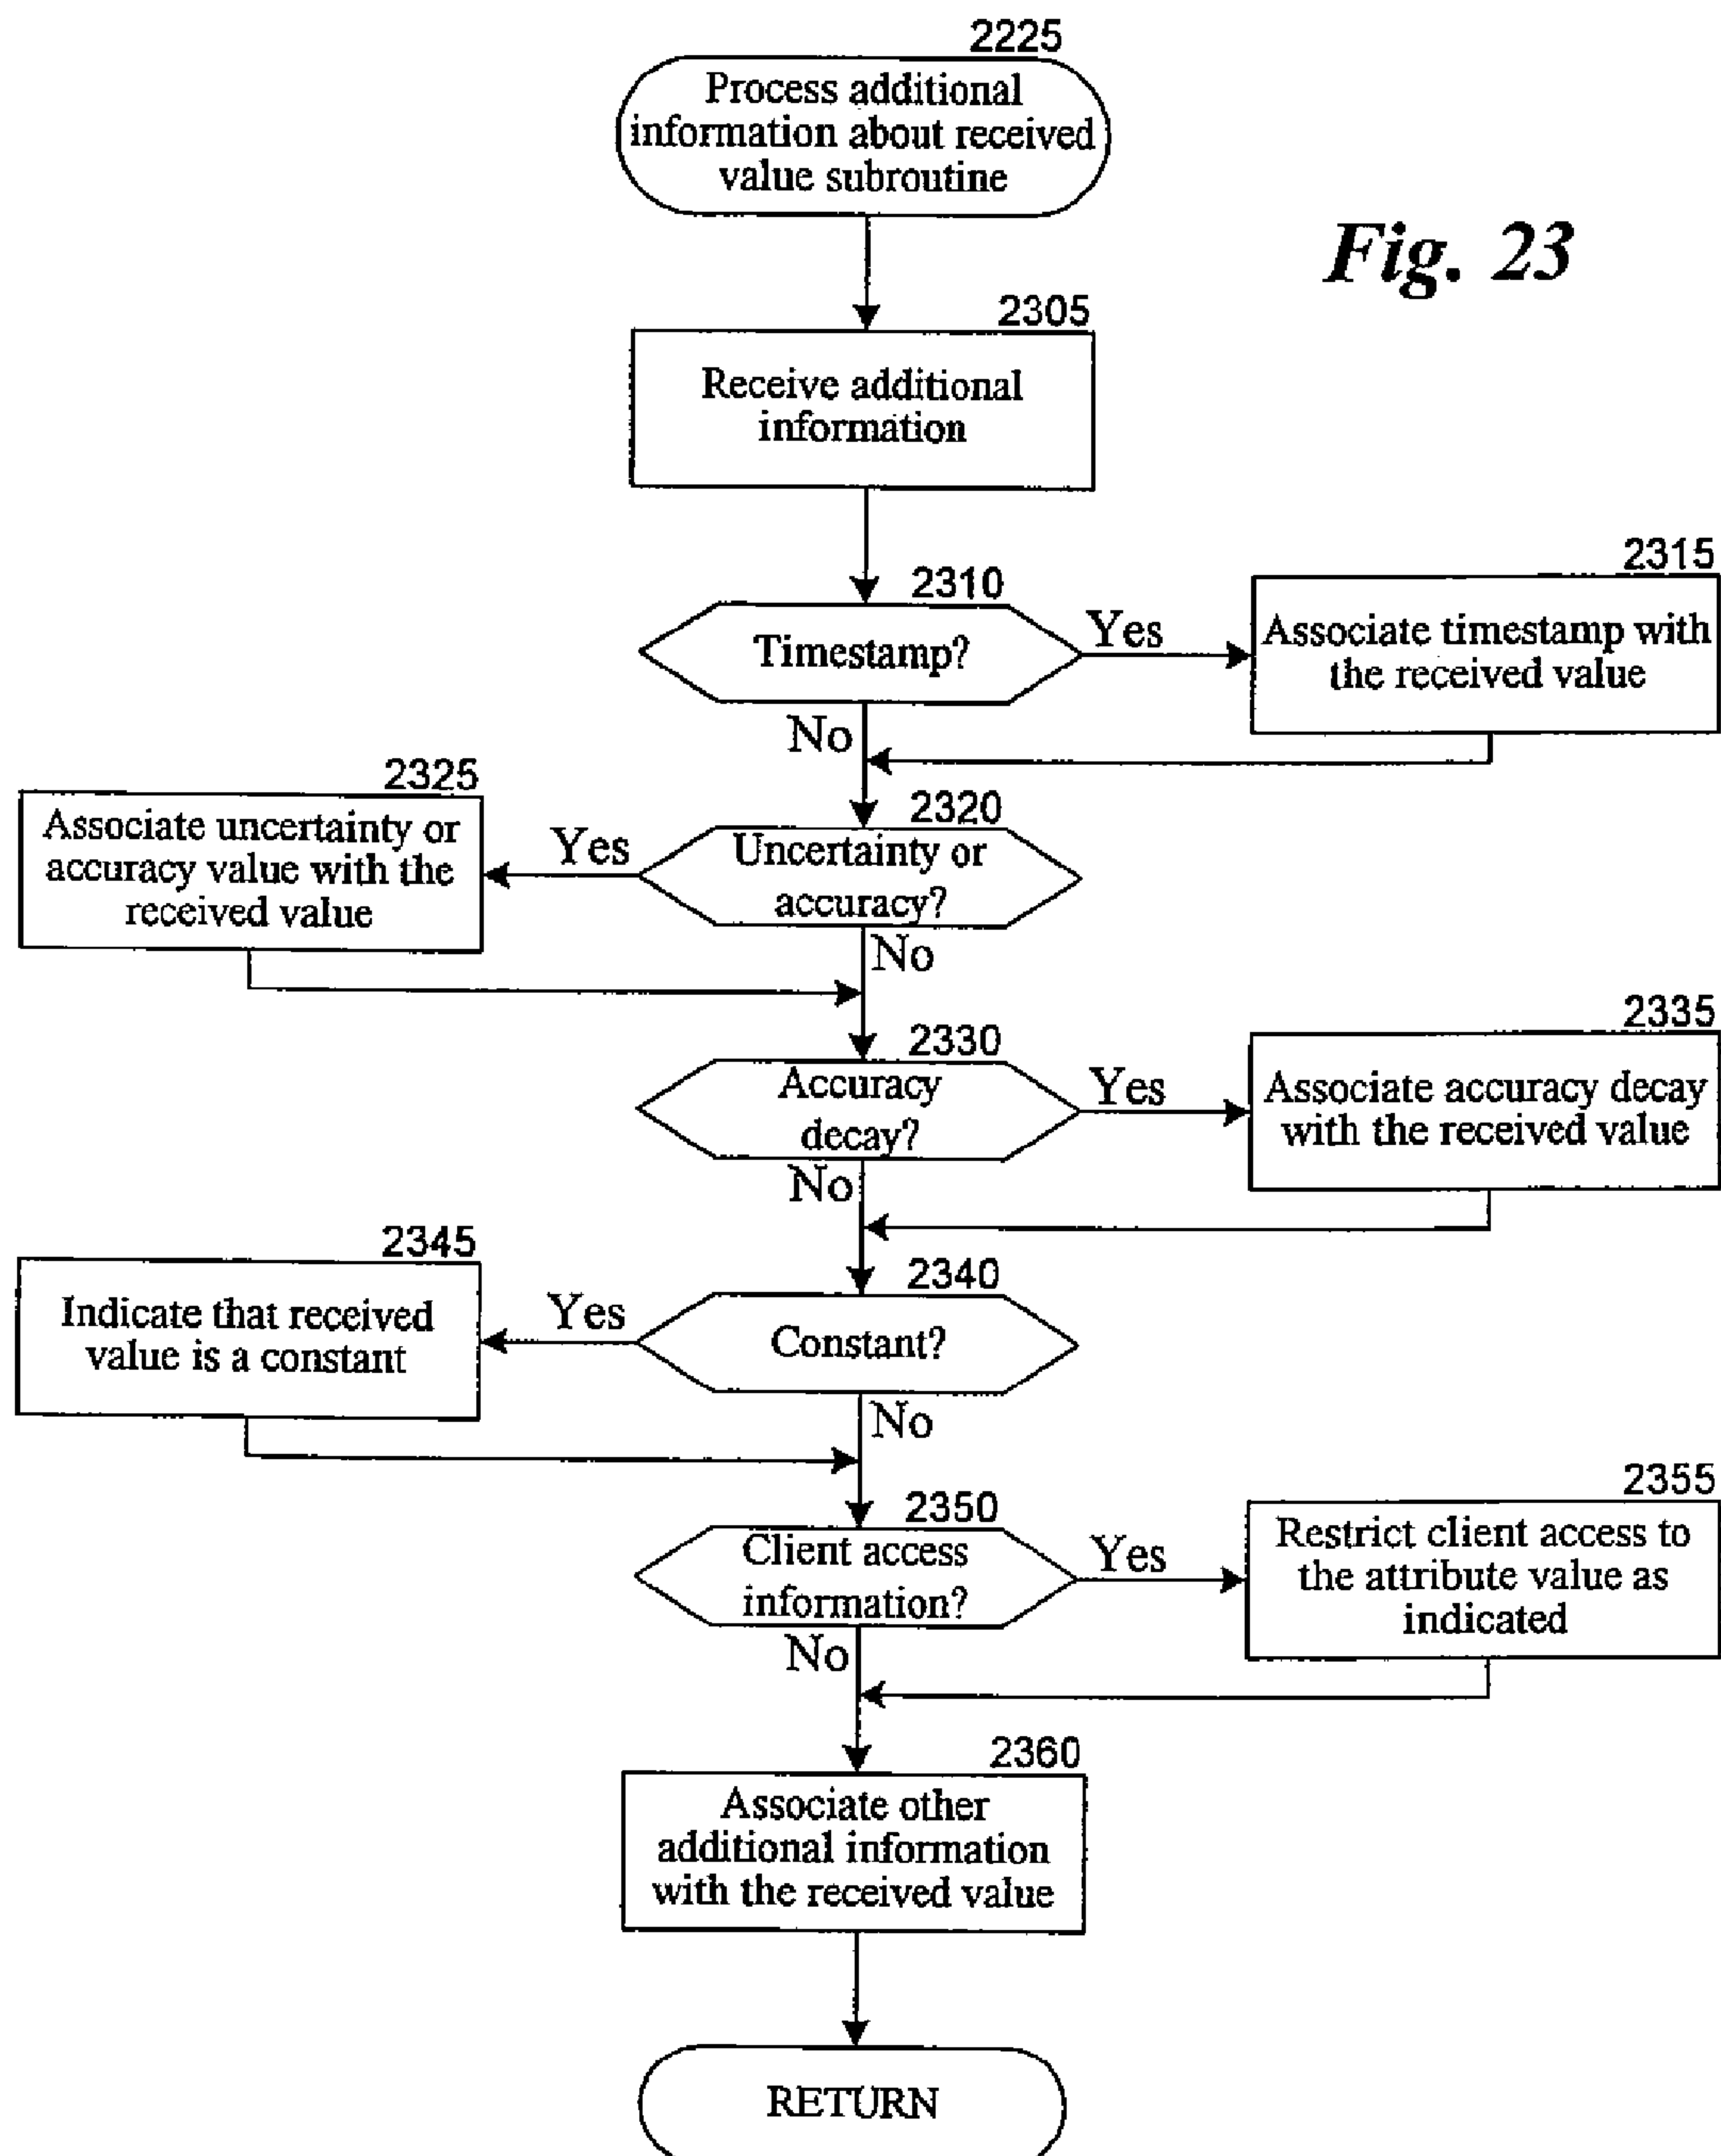 2225
Process additional
information about received
value subroutine
Fig. 23
2305
Receive additional
information
2310
Timestamp?
Yes
2315
Associate timestamp with
the received value
No
2325
Associate uncertainty or
accuracy value with the
received value
Yes
2320
Uncertainty or
accuracy?
No
2330
Accuracy
decay?
Yes
2335
Associate accuracy decay
with the received value
No
2345
Indicate that received
value is a constant
Yes
2340
Constant?
No
2350
Client access
information?
Yes
2355
Restrict client access to
the attribute value as
indicated
No
2360
Associate other
additional information
with the received value
RETURN